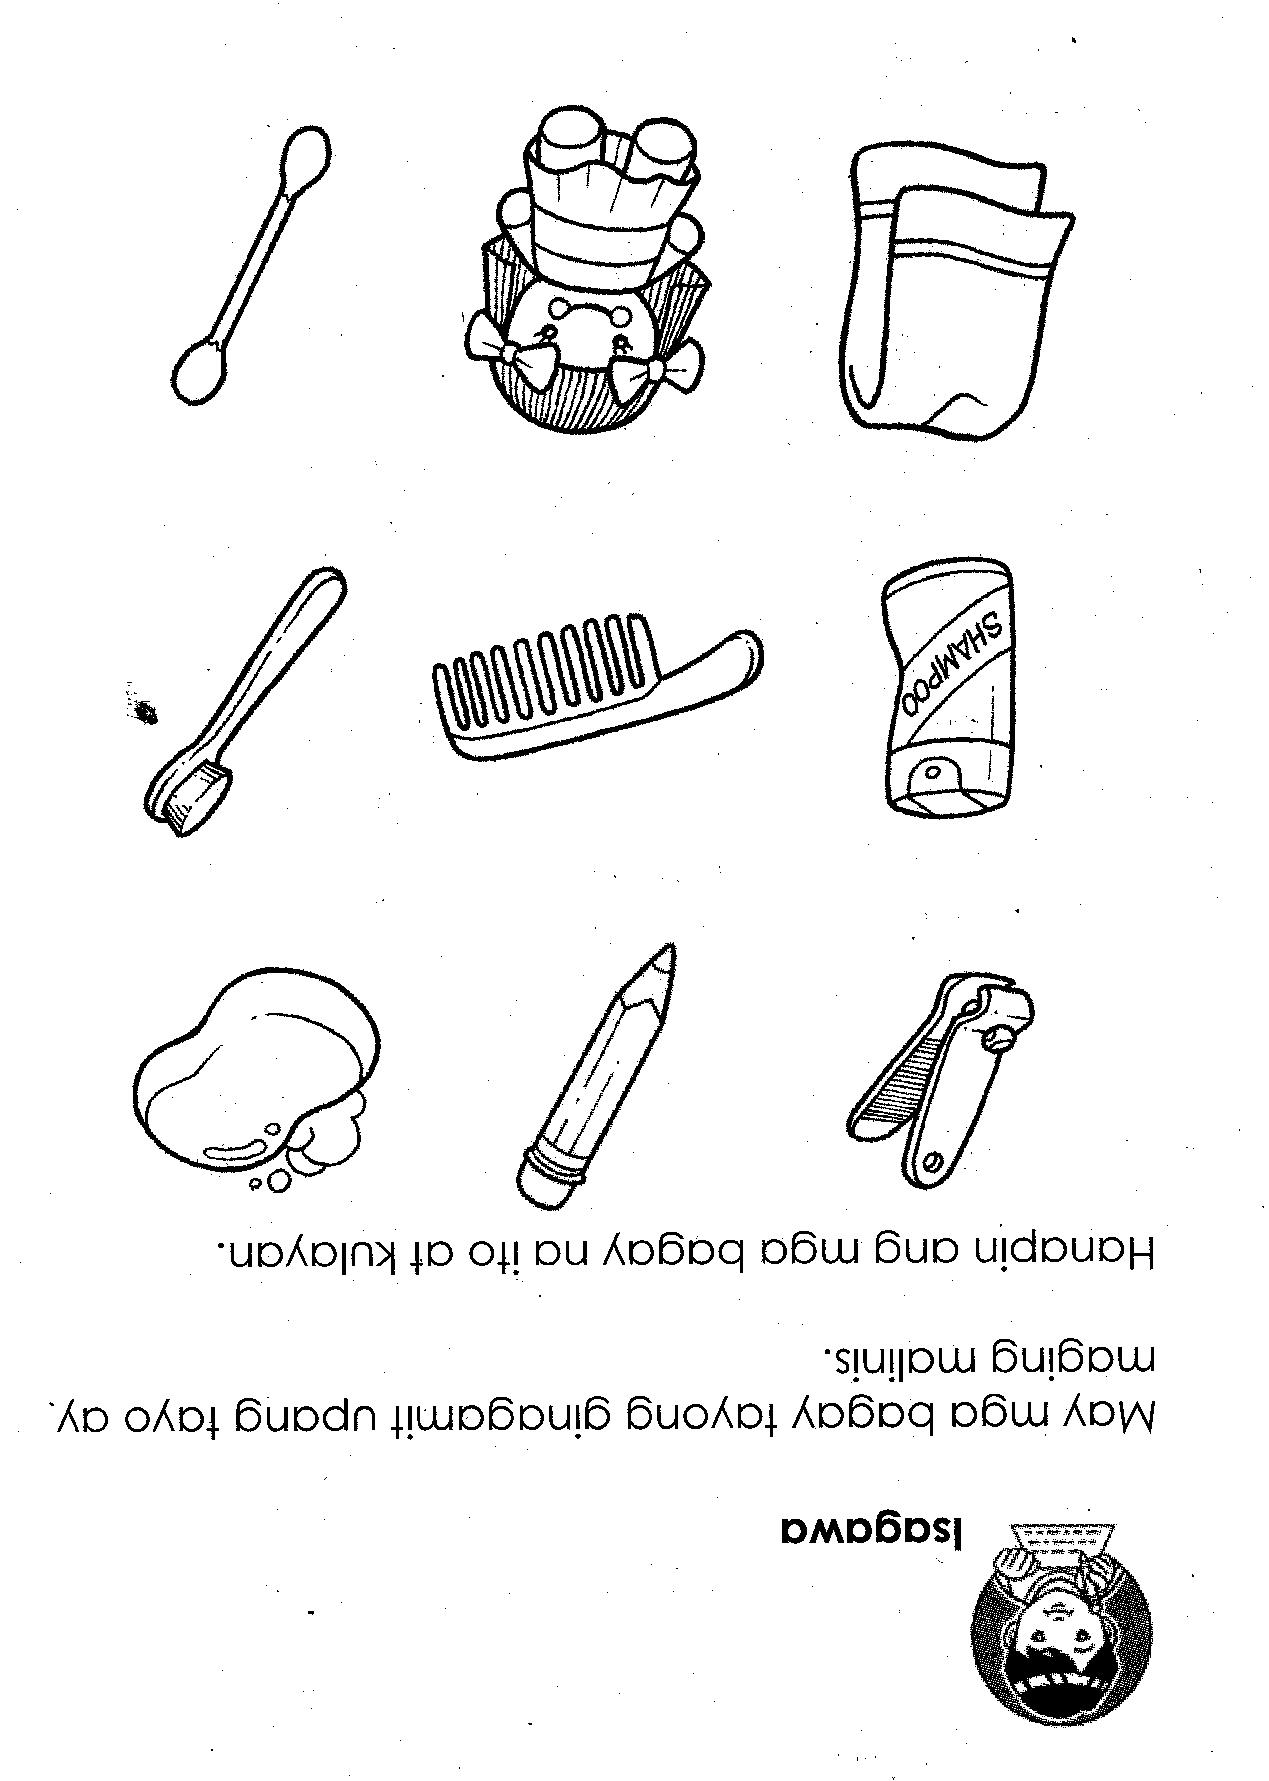 Isagawa
May mga bagay tayong ginagamit upang tayo ay
maging malinis.
Hanapin ang mga bagay na ito at kulayan.
SHAMPOO